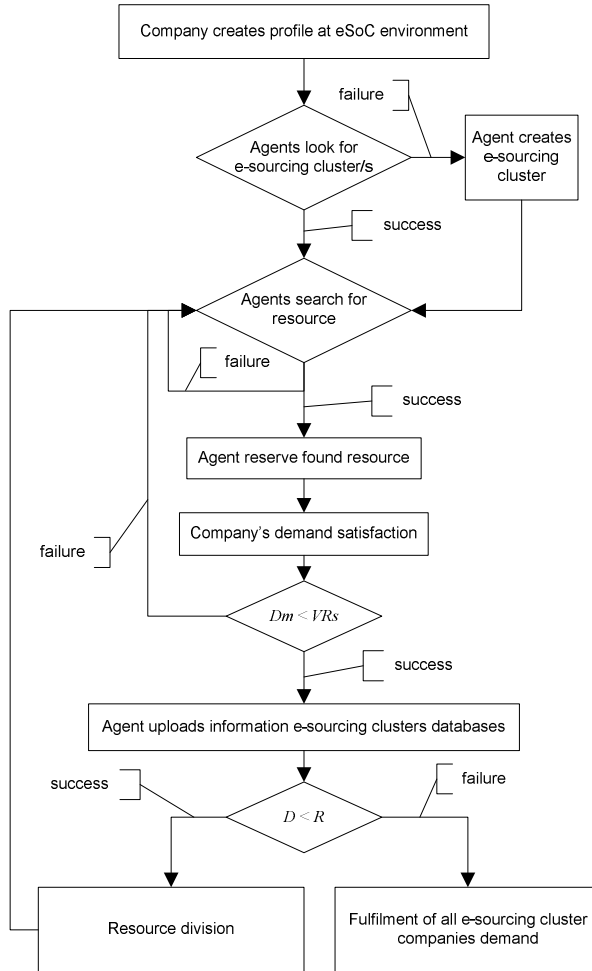 Company creates profile at eSoC environment
failure
Agents look for
e-sourcing cluster/s
Agent creates
e-sourcing
cluster
success
Agents search for
resource
failure
success
Agent reserve found resource
Company's demand satisfaction
failure
Dm < VRs
success
Agent uploads information e-sourcing clusters databases
success
failure
D < R
Resource division
Fulfilment of all e-sourcing cluster
companies demand